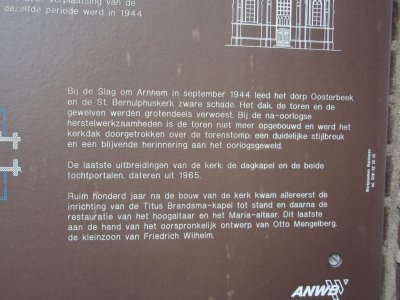 verplaatsing van de
dezelfde periode werd in 1944
Bij de Slag om Arnhem in september 1944 leed het dorp Oosterbeek
en de St. Bernulphuskerk zware schade. Het dak, de toren en de
gewelven werden grotendeels verwoest. Bij de na-oorlogse
herstelwerkzaamheden is de toren niet meer opgebouwd en werd het
kerkdak doorgetrokken over de torenstomp: een duidelijke stijlbreuk
en een blijvende herinnering aan het oorlogsgeweld.
De laatste uitbreidingen van de kerk: de dagkapel en de beide
tochtportalen, dateren uit 1965.
Ruim honderd jaar na de bouw van de kerk kwam allereerst de
inrichting van de Titus Brandsma-kapel tot stand en daarna de
restauratie van het hoogaltaar en het Maria-altaar. Dit laatste
aan de hand van het oorspronkelijk ontwerp van Otto Mengelberg,
de kleinzoon van Friedrich Wilhelm.
ANWB